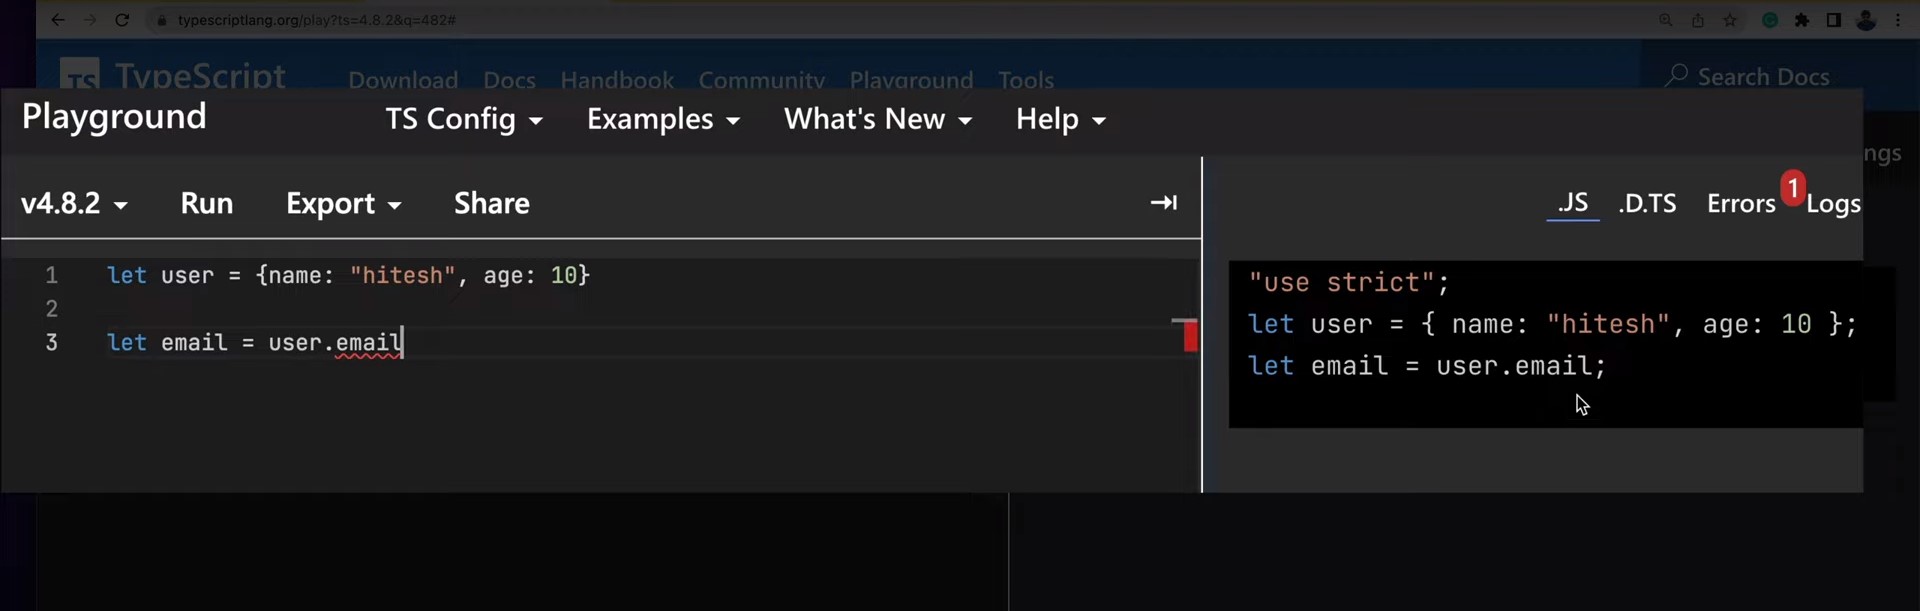 typescriptlang.org/play?ts=4.8.2&q=482#
TS TypeScript Download Docs Handbook Community Playground Tools Search Docs
Playground TS Config Examples What's New Help
ngs
v4.8.2 Run Export Share
.JS .D.TS Errors 1 Logs
1 let user = {name: "hitesh", age: 10}
2
3 let email = user.email
"use strict";
let user = { name: "hitesh", age: 10 };
let email = user.email;